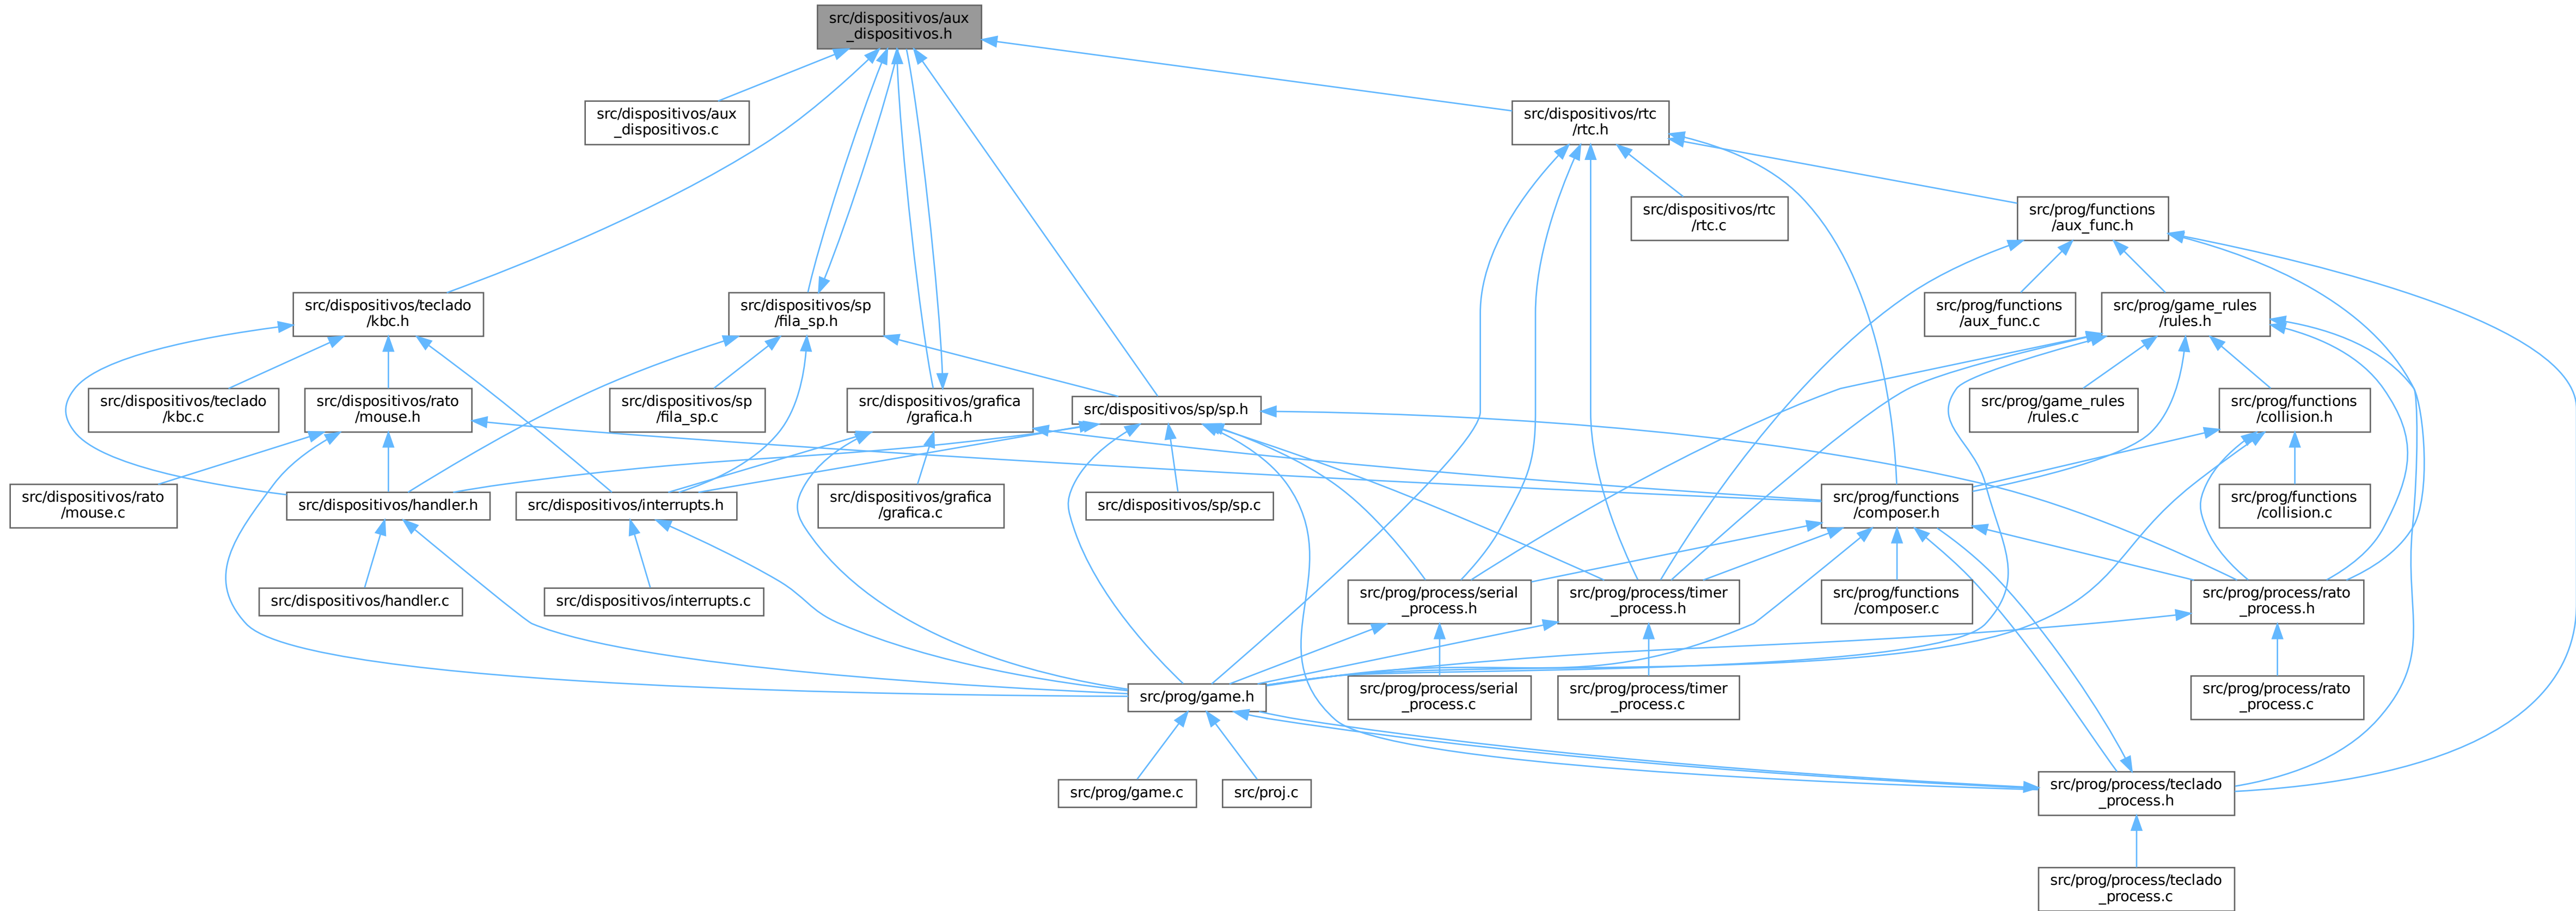 src/dispositivos/aux
_dispositivos.h
src/dispositivos/aux
_dispositivos.c
src/dispositivos/rtc
/rtc.h
src/dispositivos/rtc
/rtc.c
src/prog/functions
/aux_func.h
src/dispositivos/teclado
/kbc.h
src/dispositivos/sp
/fila_sp.h
src/prog/functions
/aux_func.c
src/prog/game_rules
/rules.h
src/dispositivos/teclado
/kbc.c
src/dispositivos/rato
/mouse.h
src/dispositivos/sp
/fila_sp.c
src/dispositivos/grafica
/grafica.h
src/dispositivos/sp/sp.h
src/prog/game_rules
/rules.c
src/prog/functions
/collision.h
src/dispositivos/rato
/mouse.c
src/dispositivos/handler.h
src/dispositivos/interrupts.h
src/dispositivos/grafica
/grafica.c
src/dispositivos/sp/sp.c
src/prog/functions
/composer.h
src/prog/functions
/collision.c
src/dispositivos/handler.c
src/dispositivos/interrupts.c
src/prog/process/serial
_process.h
src/prog/process/timer
_process.h
src/prog/functions
/composer.c
src/prog/process/rato
_process.h
src/prog/game.h
src/prog/process/serial
_process.c
src/prog/process/timer
_process.c
src/prog/process/rato
_process.c
src/prog/game.c
src/proj.c
src/prog/process/teclado
_process.h
src/prog/process/teclado
_process.c